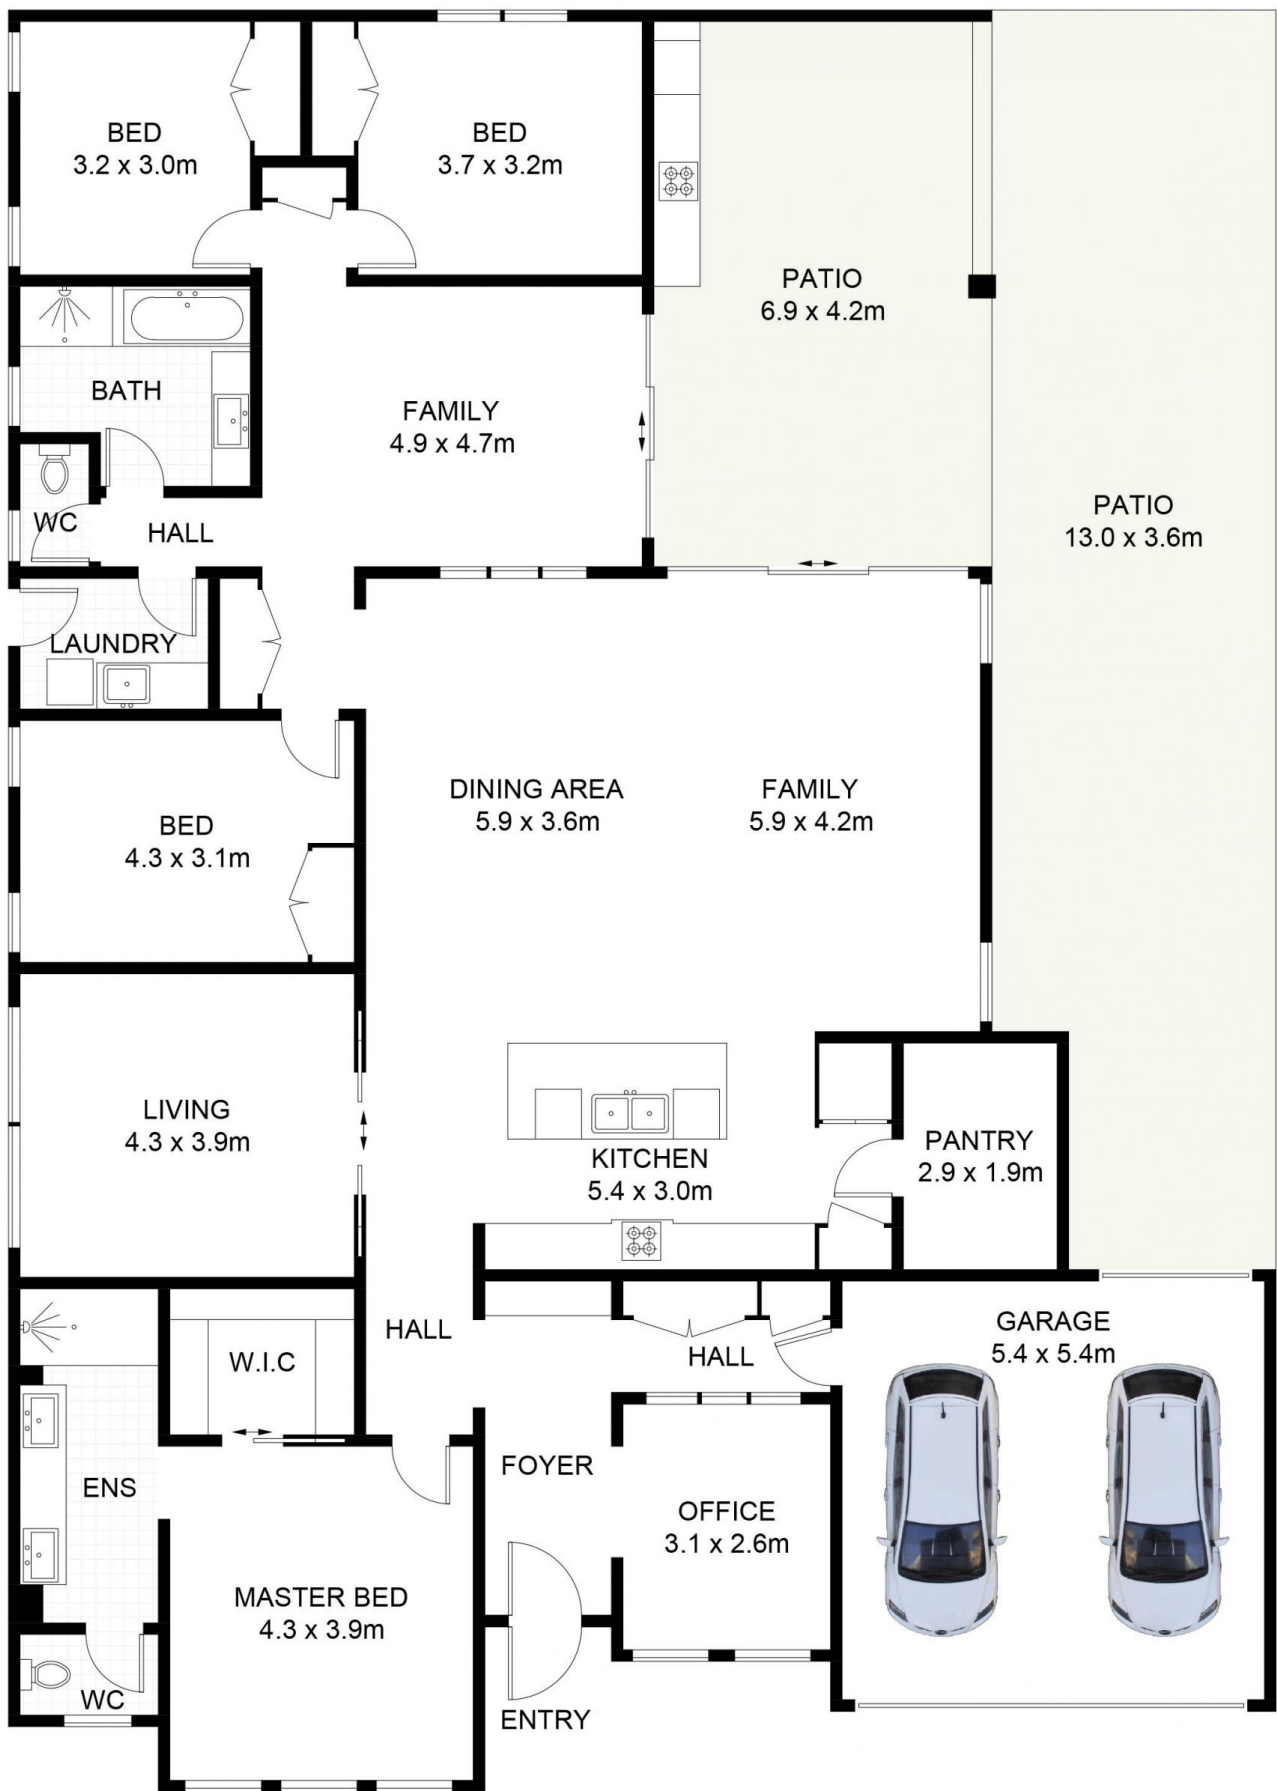 BED
3.2 x 3.0m
BED
3.7 x 3.2m
PATIO
6.9 x 4.2m
BATH
FAMILY
4.9 x 4.7m
WC
HALL
PATIO
13.0 x 3.6m
LAUNDRY
BED
4.3 x 3.1m
DINING AREA
5.9 x 3.6m
FAMILY
5.9 x 4.2m
LIVING
4.3 x 3.9m
KITCHEN
5.4 x 3.0m
PANTRY
2.9 x 1.9m
HALL
W.I.C
HALL
GARAGE
5.4 x 5.4m
ENS
FOYER
OFFICE
3.1 x 2.6m
MASTER BED
4.3 x 3.9m
WC
ENTRY